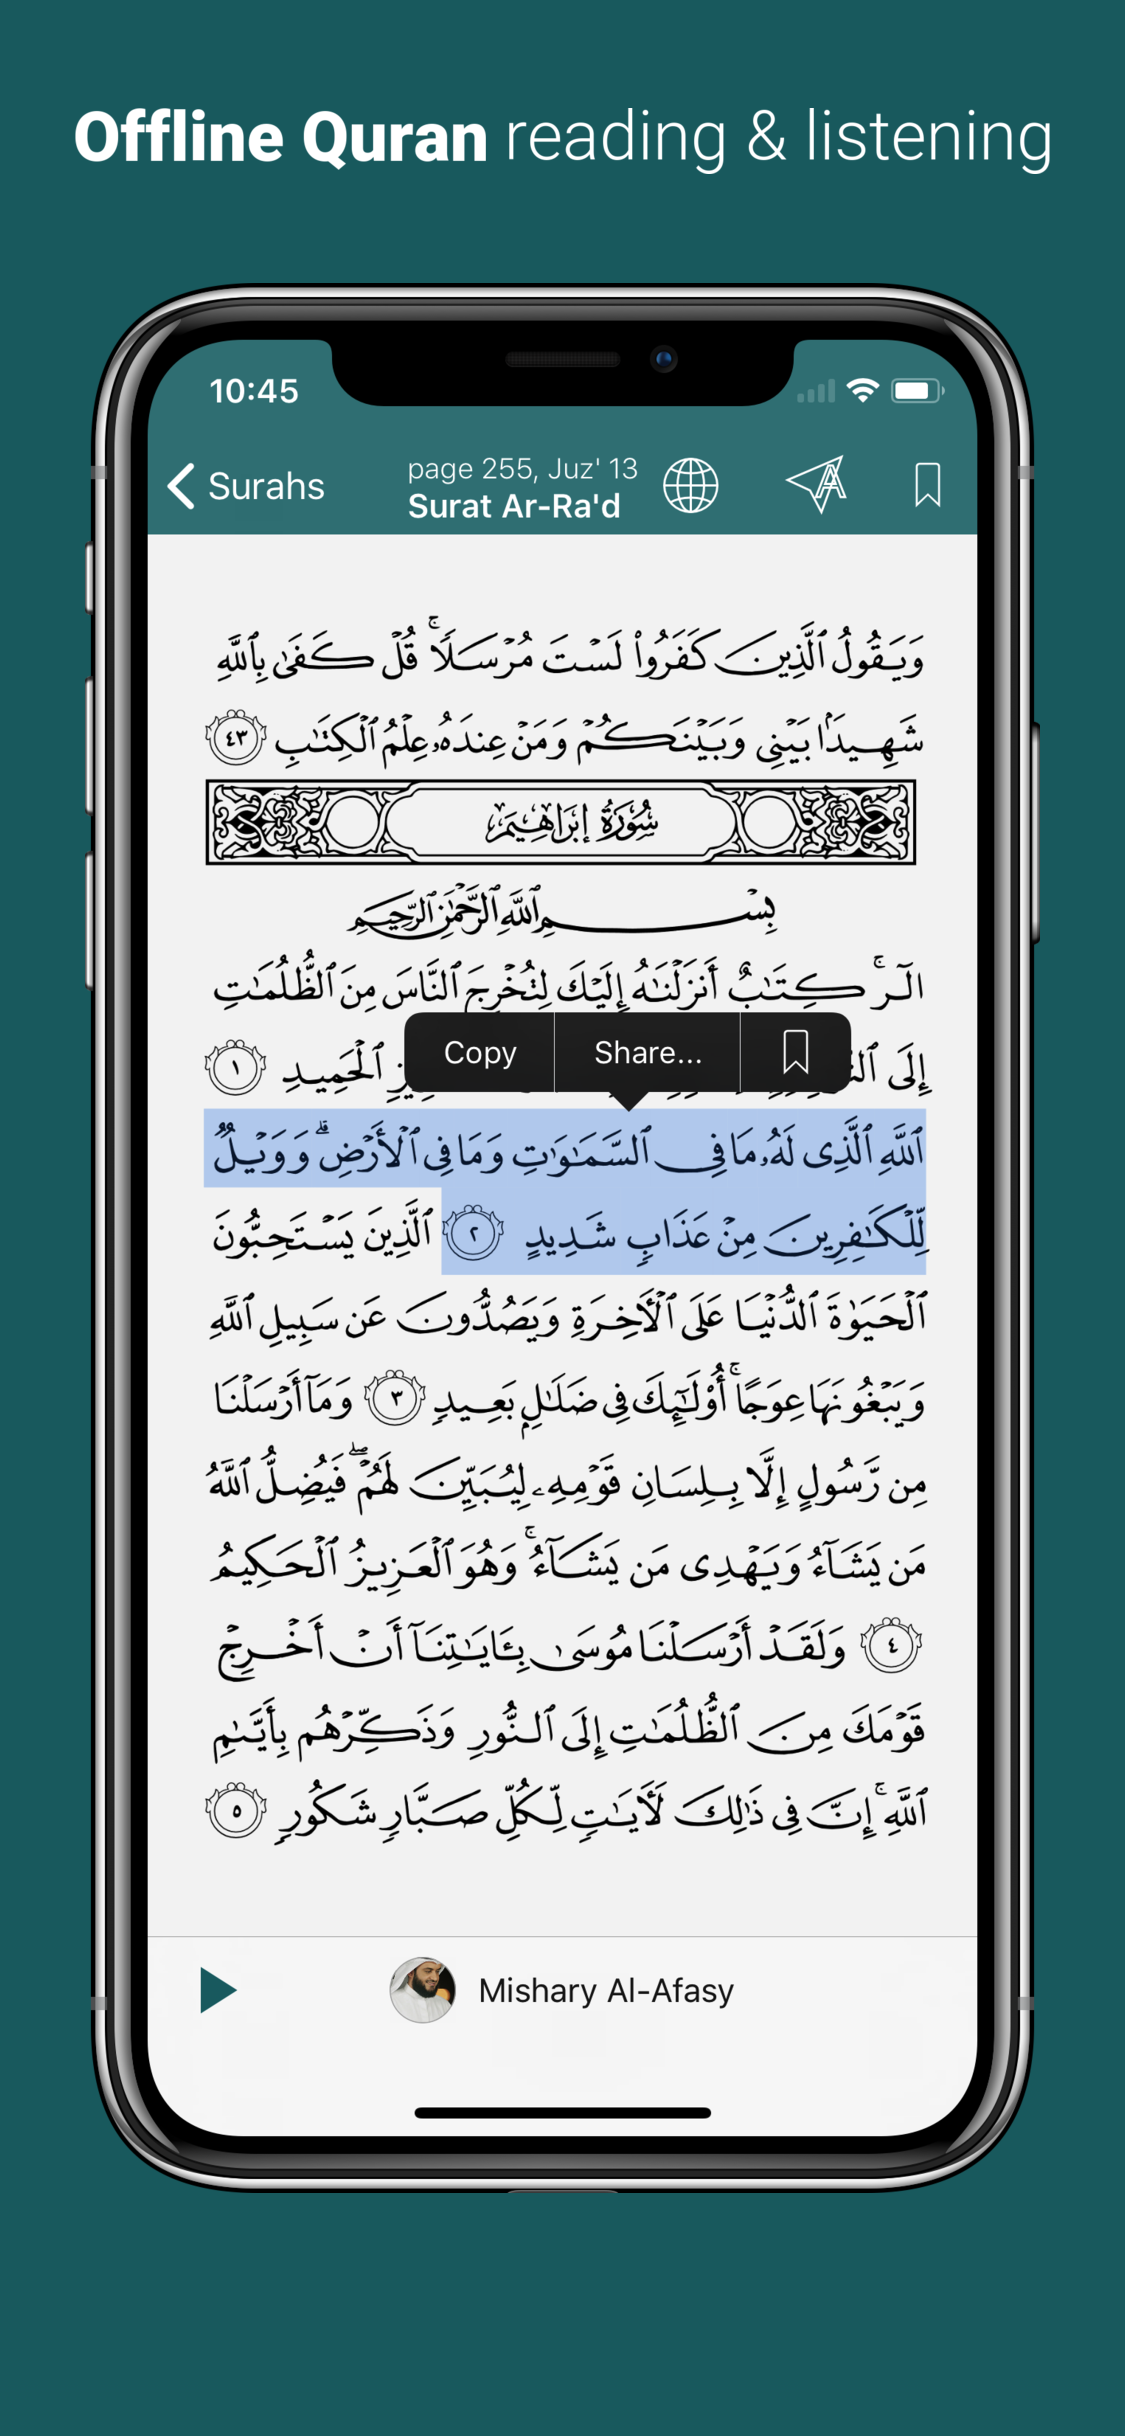 Offline Quran reading & listening
10:45
Surahs
page 255, Juz' 13
Surat Ar-Ra'd
وَيَقُولُ ٱلَّذِينَ كَفَرُوا۟ لَسْتَ مُرْسَلًا ۚ قُلْ كَفَىٰ بِٱللَّهِ
شَهِيدًۢا بَيْنِى وَبَيْنَكُمْ وَمَنْ عِندَهُۥ عِلْمُ ٱلْكِتَٰبِ ٤٣
سُورَةُ إِبْرَاهِيمَ
بِسْمِ ٱللَّهِ ٱلرَّحْمَٰنِ ٱلرَّحِيمِ
الٓر ۚ كِتَٰبٌ أَنزَلْنَٰهُ إِلَيْكَ لِتُخْرِجَ ٱلنَّاسَ مِنَ ٱلظُّلُمَٰتِ
Copy
Share...
إِلَى ٱلْحَمِيدِ ١
ٱللَّهِ ٱلَّذِى لَهُۥ مَا فِى ٱلسَّمَٰوَٰتِ وَمَا فِى ٱلْأَرْضِ ۗ وَوَيْلٌ
لِّلْكَٰفِرِينَ مِنْ عَذَابٍ شَدِيدٍ ٢ ٱلَّذِينَ يَسْتَحِبُّونَ
ٱلْحَيَوٰةَ ٱلدُّنْيَا عَلَى ٱلْءَاخِرَةِ وَيَصُدُّونَ عَن سَبِيلِ ٱللَّهِ
وَيَبْغُونَهَا عِوَجًا ۚ أُو۟لَٰٓئِكَ فِى ضَلَٰلٍۭ بَعِيدٍ ٣ وَمَآ أَرْسَلْنَا
مِن رَّسُولٍ إِلَّا بِلِسَانِ قَوْمِهِۦ لِيُبَيِّنَ لَهُمْ ۖ فَيُضِلُّ ٱللَّهُ
مَن يَشَآءُ وَيَهْدِى مَن يَشَآءُ ۚ وَهُوَ ٱلْعَزِيزُ ٱلْحَكِيمُ
٤ وَلَقَدْ أَرْسَلْنَا مُوسَىٰ بِـَٔايَٰتِنَآ أَنْ أَخْرِجْ
قَوْمَكَ مِنَ ٱلظُّلُمَٰتِ إِلَى ٱلنُّورِ وَذَكِّرْهُم بِأَيَّىٰمِ
ٱللَّهِ ۚ إِنَّ فِى ذَٰلِكَ لَءَايَٰتٍ لِّكُلِّ صَبَّارٍ شَكُورٍ ٥
Mishary Al-Afasy